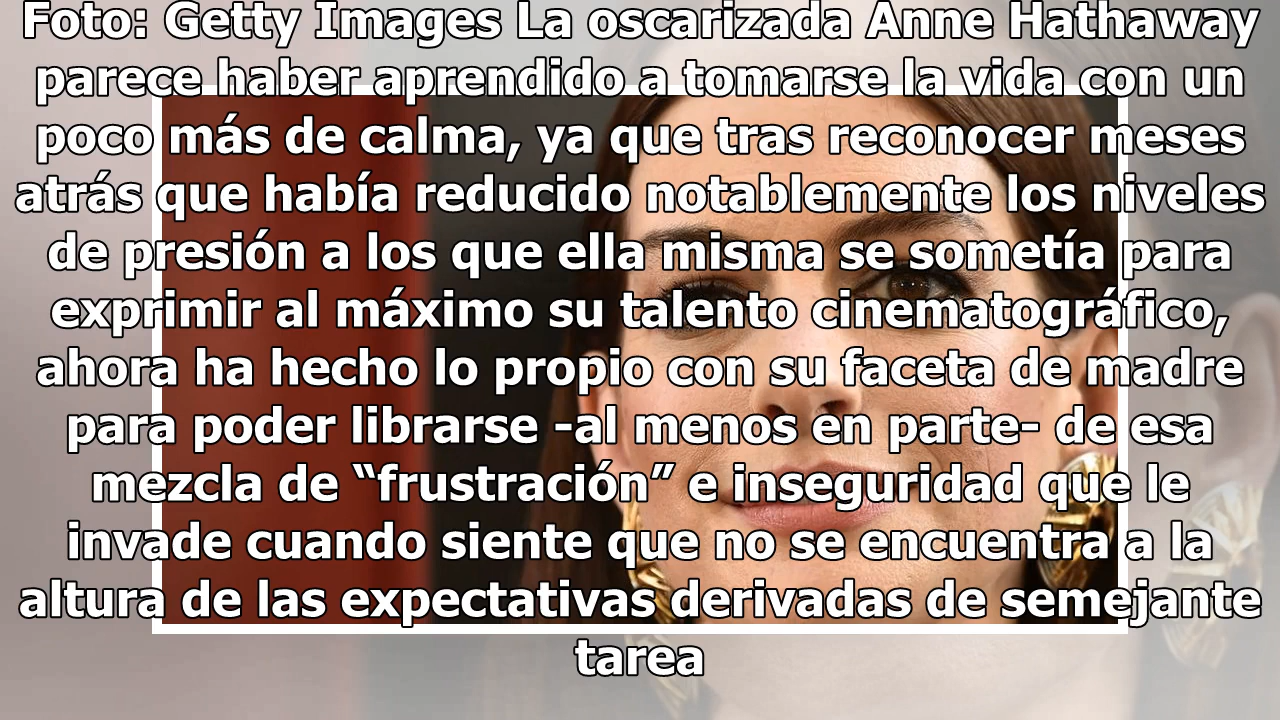 Foto: Getty Images La oscarizada Anne Hathaway
parece haber aprendido a tomarse la vida con un
poco más de calma, ya que tras reconocer meses
atrás que había reducido notablemente los niveles
de presión a los que ella misma se sometía para
exprimir al máximo su talento cinematográfico,
ahora ha hecho lo propio con su faceta de madre
para poder librarse -al menos en parte- de esa
mezcla de “frustración” e inseguridad que le
invade cuando siente que no se encuentra a la
altura de las expectativas derivadas de semejante
tarea